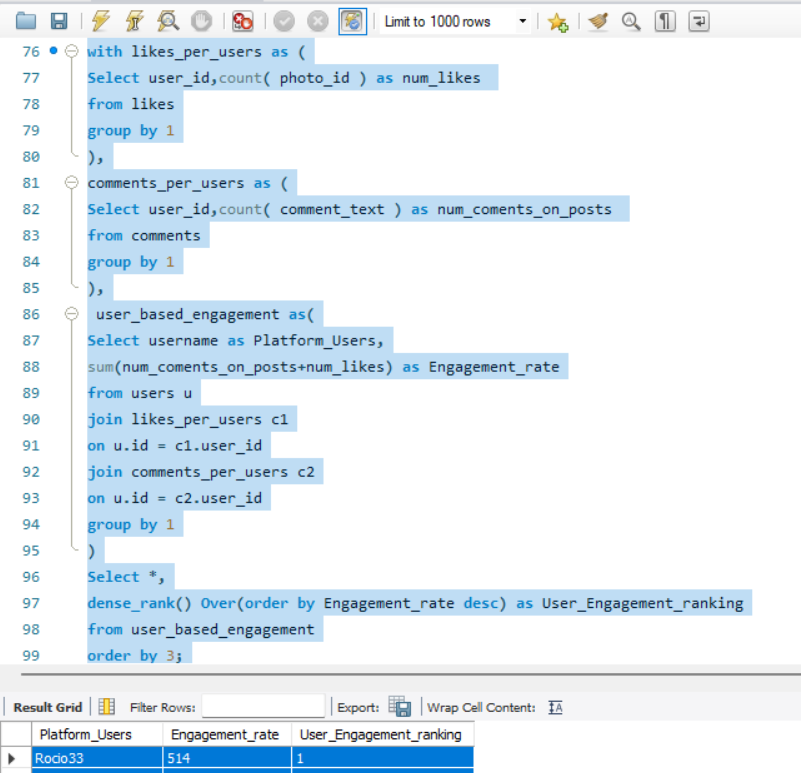 Limit to 1000 rows
76 with likes_per_users as (
77 Select user_id,count( photo_id ) as num_likes
78 from likes
79 group by 1
80 ),
81 comments_per_users as (
82 Select user_id,count( comment_text ) as num_coments_on_posts
83 from comments
84 group by 1
85 ),
86 user_based_engagement as(
87 Select username as Platform_Users,
88 sum(num_coments_on_posts+num_likes) as Engagement_rate
89 from users u
90 join likes_per_users c1
91 on u.id = c1.user_id
92 join comments_per_users c2
93 on u.id = c2.user_id
94 group by 1
95 )
96 Select *,
97 dense_rank() Over(order by Engagement_rate desc) as User_Engagement_ranking
98 from user_based_engagement
99 order by 3;
Result Grid Filter Rows: Export: Wrap Cell Content:
Platform_Users Engagement_rate User_Engagement_ranking
Rocio33 514 1